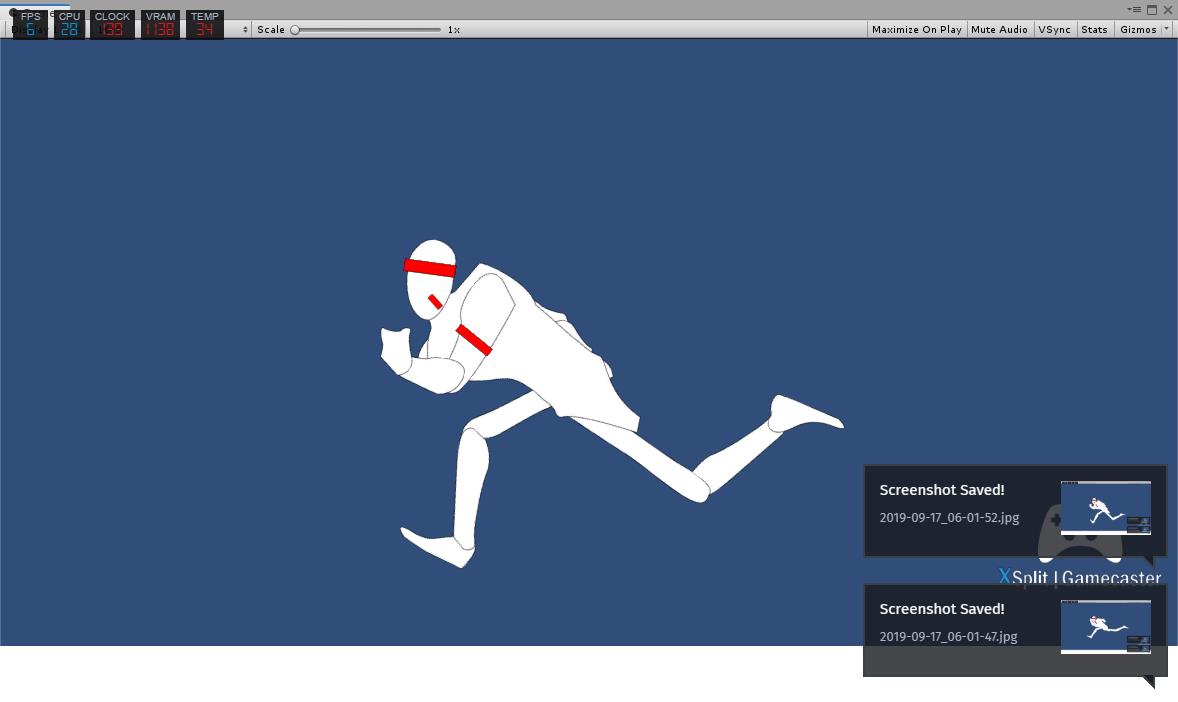 FPS CPU CLOCK VRAM TEMP
6 28 139 1138 34
Scale 1x Maximize On Play Mute Audio VSync Stats Gizmos
Screenshot Saved!
2019-09-17_06-01-52.jpg
XSplit | Gamecaster
Screenshot Saved!
2019-09-17_06-01-47.jpg